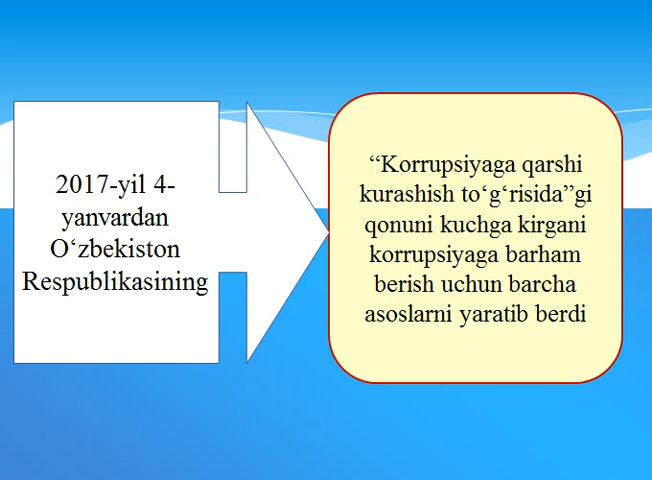 2017-yil 4-
yanvardan
O‘zbekiston
Respublikasining
“Korrupsiyaga qarshi
kurashish to‘g‘risida”gi
qonuni kuchga kirgani
korrupsiyaga barham
berish uchun barcha
asoslarni yaratib berdi